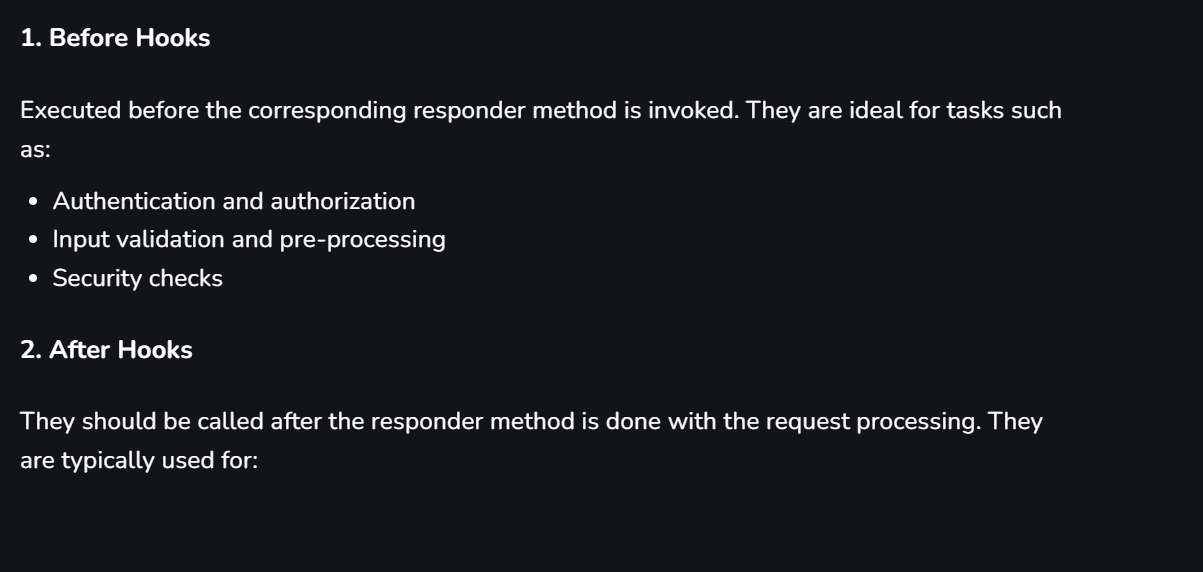 1. Before Hooks
Executed before the corresponding responder method is invoked. They are ideal for tasks such
as:
• Authentication and authorization
• Input validation and pre-processing
• Security checks
2. After Hooks
They should be called after the responder method is done with the request processing. They
are typically used for: